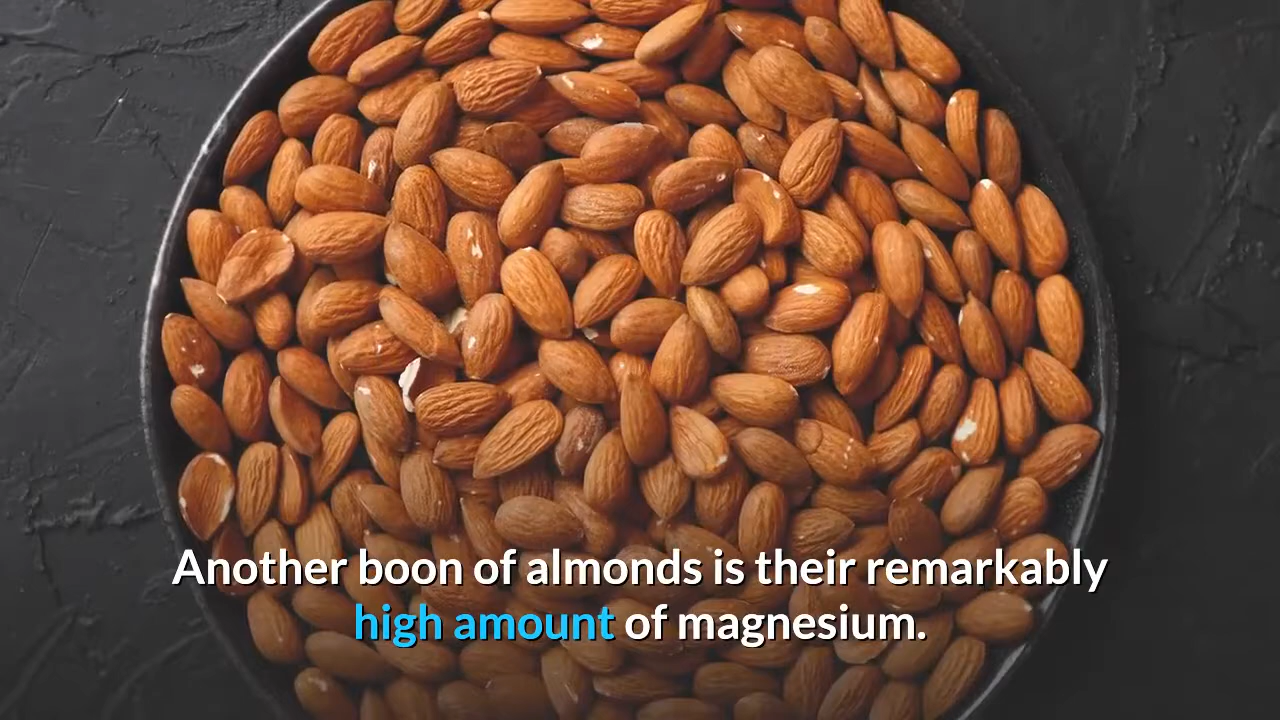 Another boon of almonds is their remarkably
high amount of magnesium.